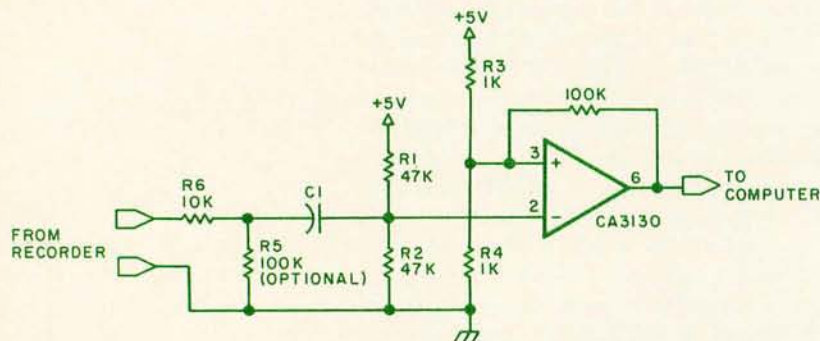 +5V
R3
1K
100K
+5V
R1
47K
3
+
6
TO
COMPUTER
2
-
CA3130
R6
10K
C1
FROM
RECORDER
R5
100K
(OPTIONAL)
R2
47K
R4
1K